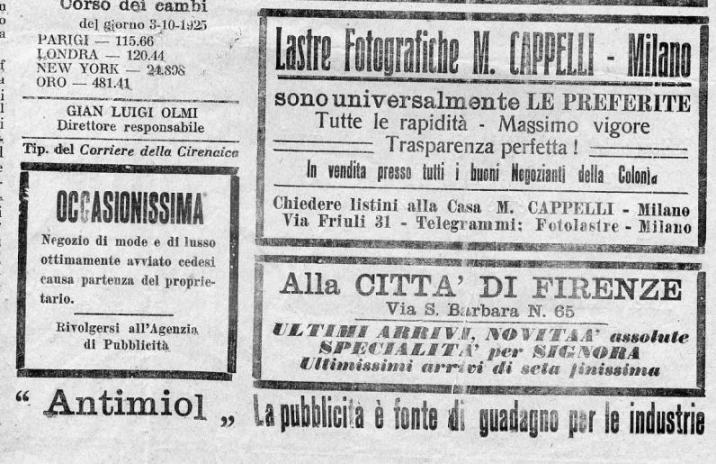 Corso dei cambi
del giorno 3-10-1925
PARIGI — 115.66
LONDRA — 120.44
NEW YORK — 24.898
ORO — 481.41
GIAN LUIGI OLMI
Direttore responsabile
Tip. del Corriere della Cirenaica
OCCASIONISSIMA
Negozio di mode e di lusso
ottimamente avviato cedesi
causa partenza del proprie-
tario.
Rivolgersi all'Agenzia
di Pubblicità
“ Antimiol „
Lastre Fotografiche M. CAPPELLI - Milano
sono universalmente LE PREFERITE
Tutte le rapidità - Massimo vigore
Trasparenza perfetta !
In vendita presso tutti i buoni Negozianti della Colonia
Chiedere listini alla Casa M. CAPPELLI - Milano
Via Friuli 31 - Telegrammi: Fotolastre - Milano
Alla CITTA' DI FIRENZE
Via S. Barbara N. 65
ULTIMI ARRIVI, NOVITAÀ' assolute
SPECIALITA' per SIGNORA
Ultimissimi arrivi di seta finissima
La pubblicità è fonte di guadagno per le industrie